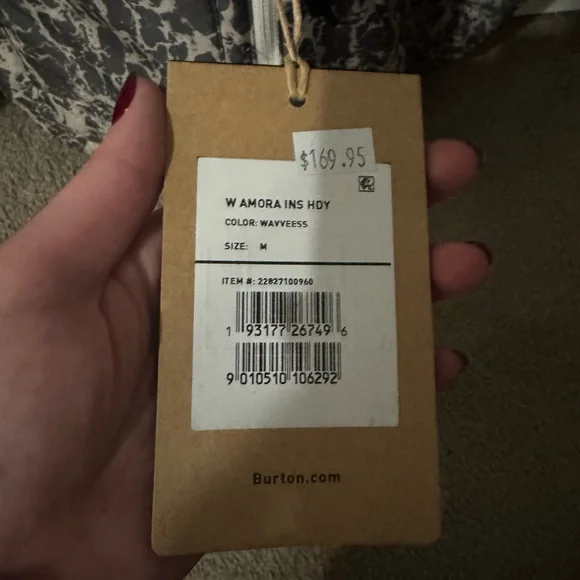 $169.95
W AMORA INS HDY
COLOR: WAVVEESS
SIZE: M
ITEM #: 22827100960
1 93177 26749 6
9 010510 106292
Burton.com